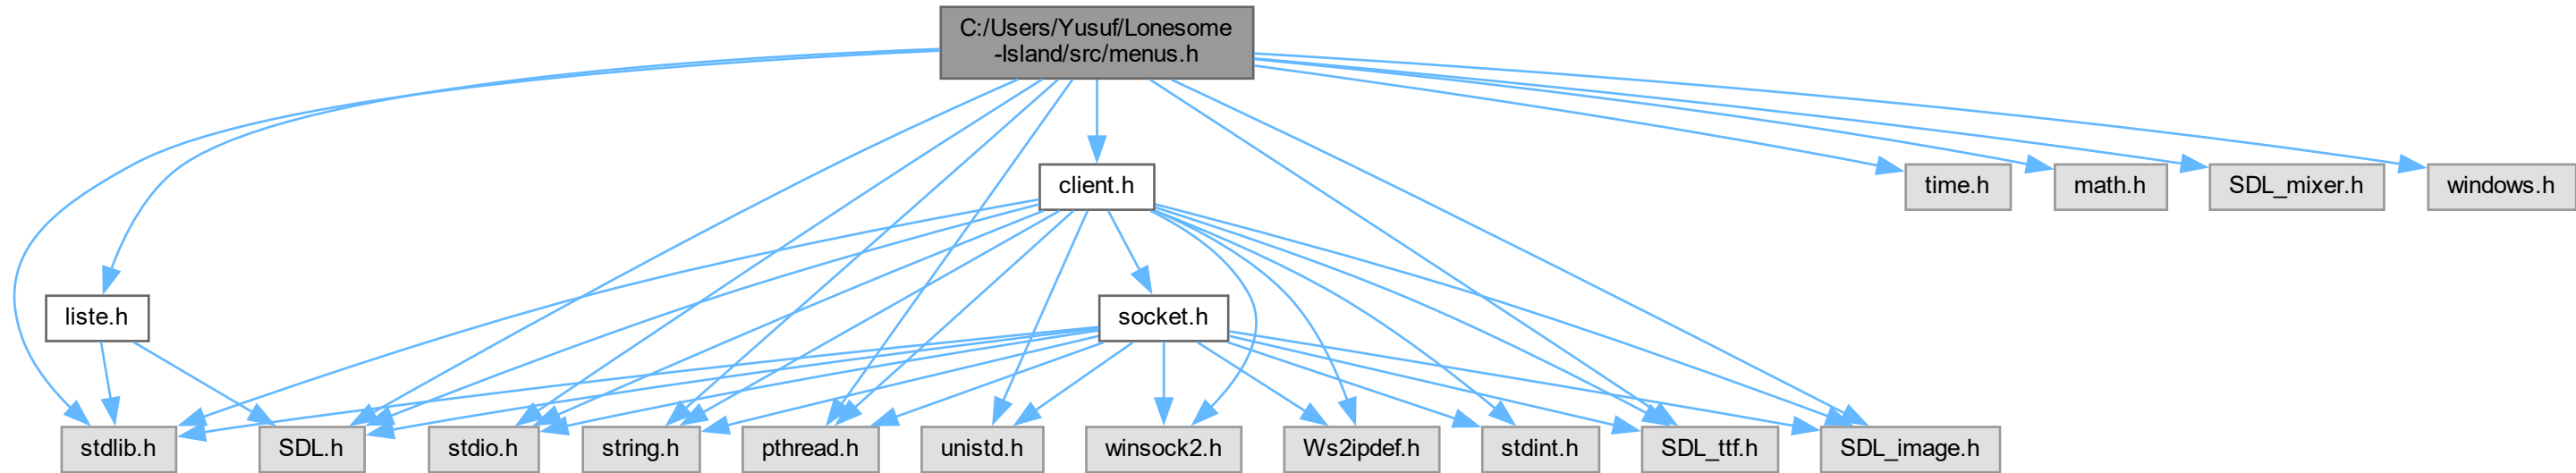 C:/Users/Yusuf/Lonesome
-Island/src/menus.h
client.h
time.h
math.h
SDL_mixer.h
windows.h
liste.h
socket.h
stdlib.h
SDL.h
stdio.h
string.h
pthread.h
unistd.h
winsock2.h
Ws2ipdef.h
stdint.h
SDL_ttf.h
SDL_image.h